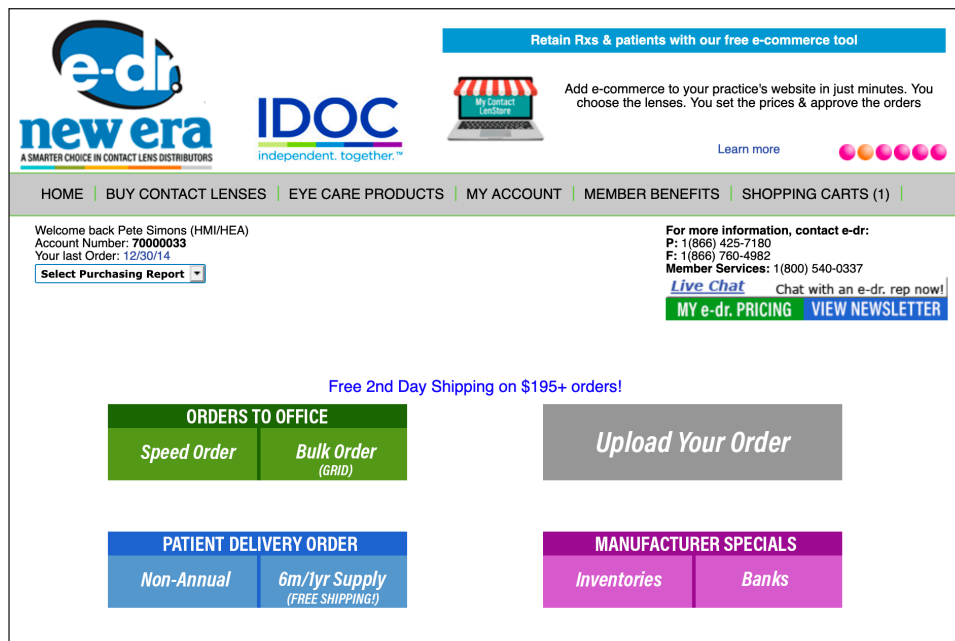 e-dr.
new era
A SMARTER CHOICE IN CONTACT LENS DISTRIBUTORS
IDOC
independent. together.™
Retain Rxs & patients with our free e-commerce tool
My Contact
LenStore
Add e-commerce to your practice's website in just minutes. You
choose the lenses. You set the prices & approve the orders
Learn more
HOME | BUY CONTACT LENSES | EYE CARE PRODUCTS | MY ACCOUNT | MEMBER BENEFITS | SHOPPING CARTS (1) |
Welcome back Pete Simons (HMI/HEA)
Account Number: 70000033
Your last Order: 12/30/14
Select Purchasing Report
For more information, contact e-dr:
P: 1(866) 425-7180
F: 1(866) 760-4982
Member Services: 1(800) 540-0337
Live Chat Chat with an e-dr. rep now!
MY e-dr. PRICING VIEW NEWSLETTER
Free 2nd Day Shipping on $195+ orders!
ORDERS TO OFFICE
Speed Order
Bulk Order
(GRID)
Upload Your Order
PATIENT DELIVERY ORDER
Non-Annual
6m/1yr Supply
(FREE SHIPPING!)
MANUFACTURER SPECIALS
Inventories
Banks